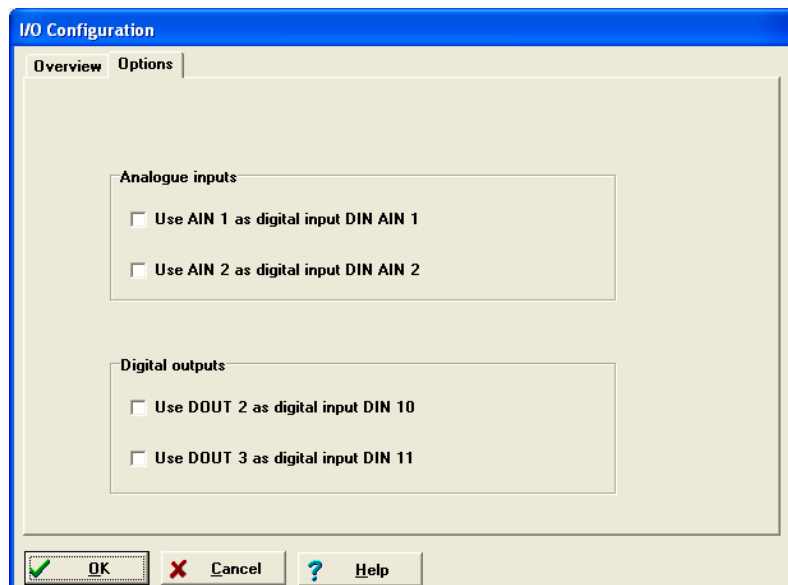 I/O Configuration
Overview Options
Analogue inputs
Use AIN 1 as digital input DIN AIN 1
Use AIN 2 as digital input DIN AIN 2
Digital outputs
Use DOUT 2 as digital input DIN 10
Use DOUT 3 as digital input DIN 11
OK Cancel ? Help